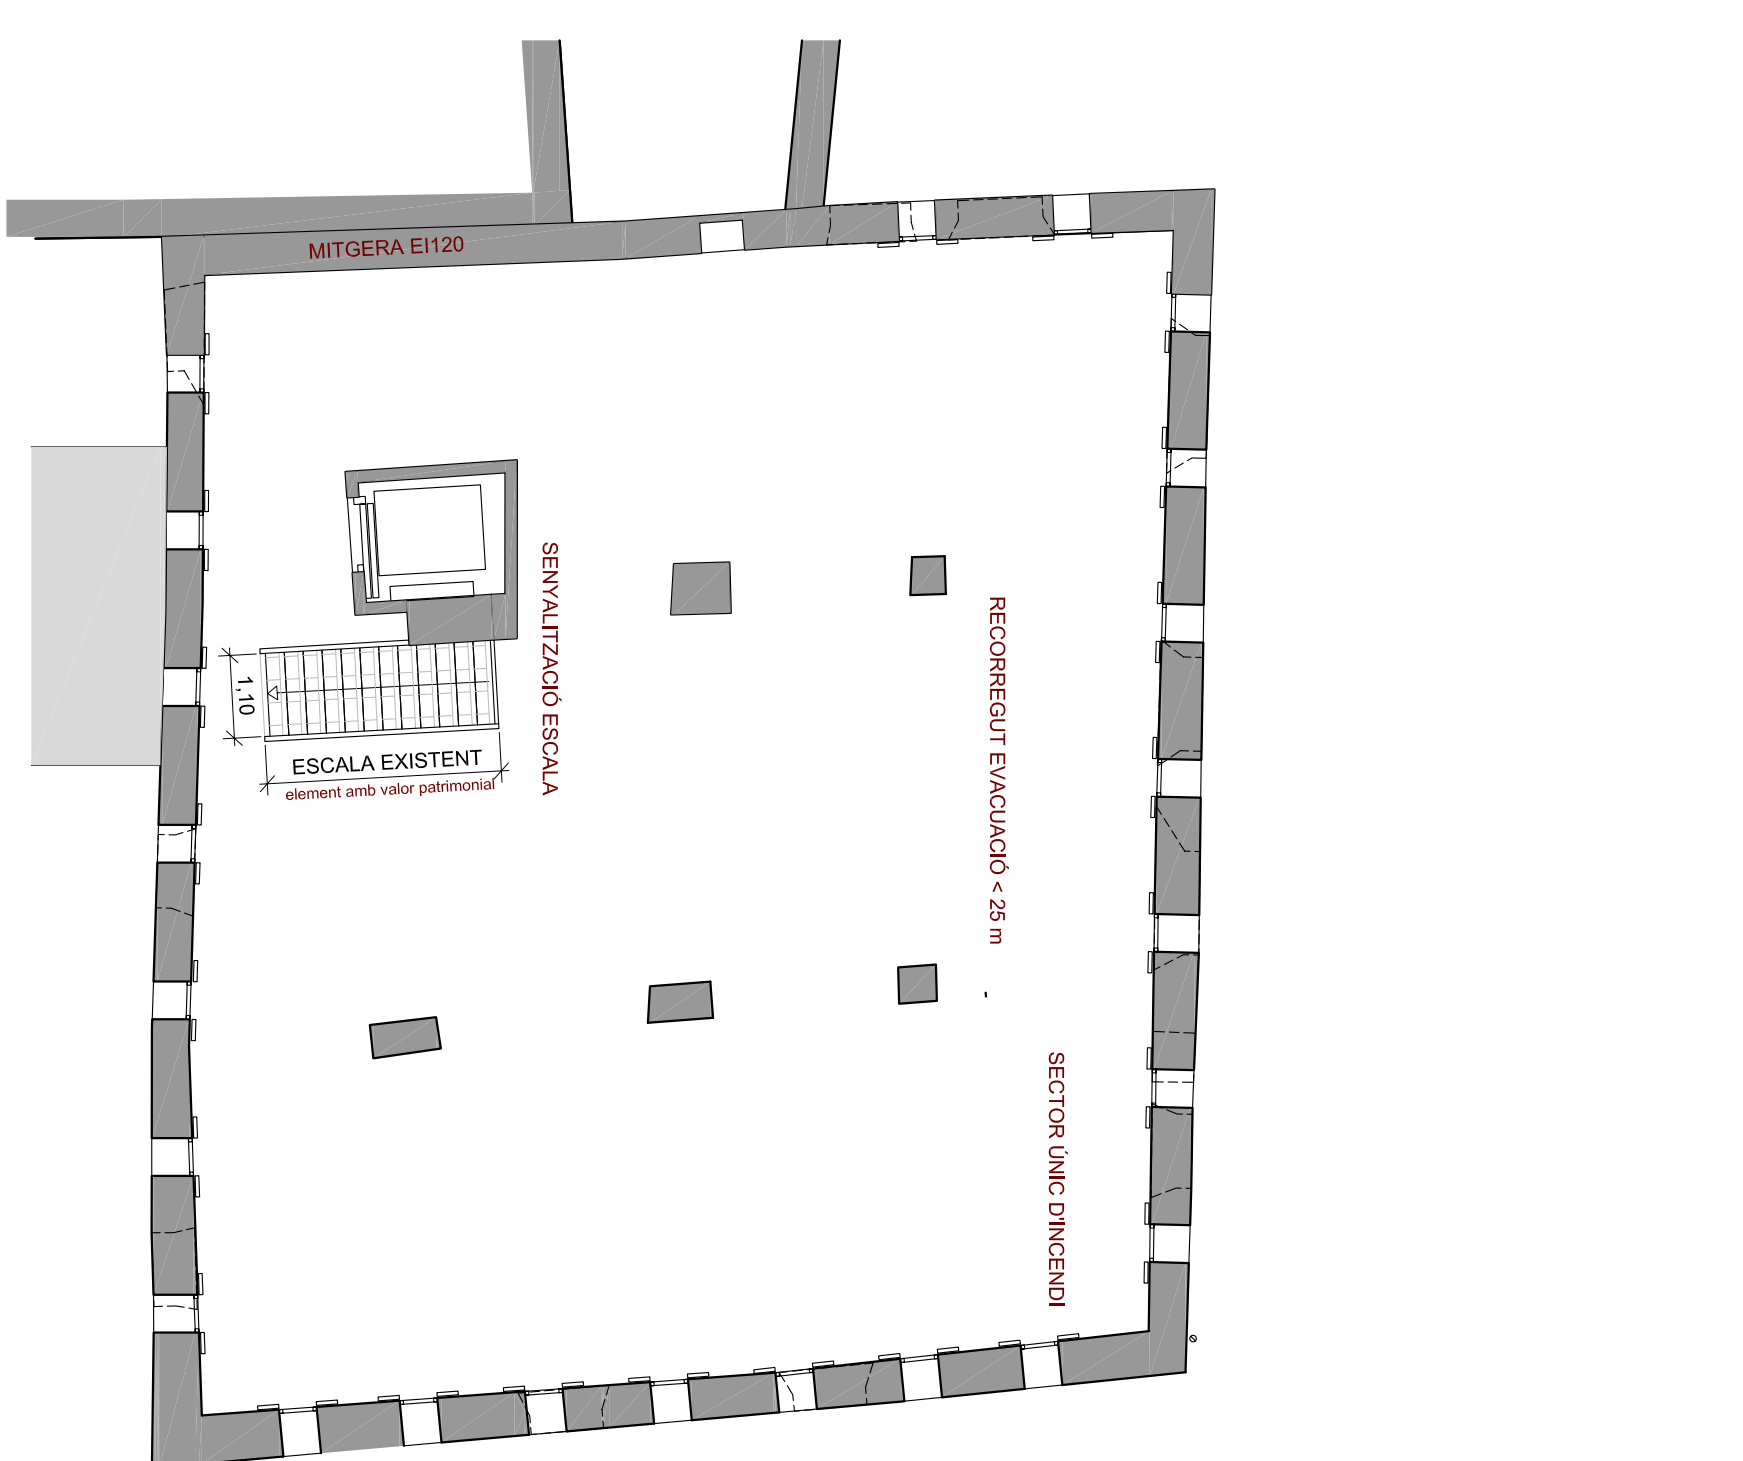 MITGERA EI120
SENYALITZACIÓ ESCALA
RECORREGUT EVACUACIÓ < 25 m
1,10
ESCALA EXISTENT
element amb valor patrimonial
SECTOR ÚNIC D'INCENDI